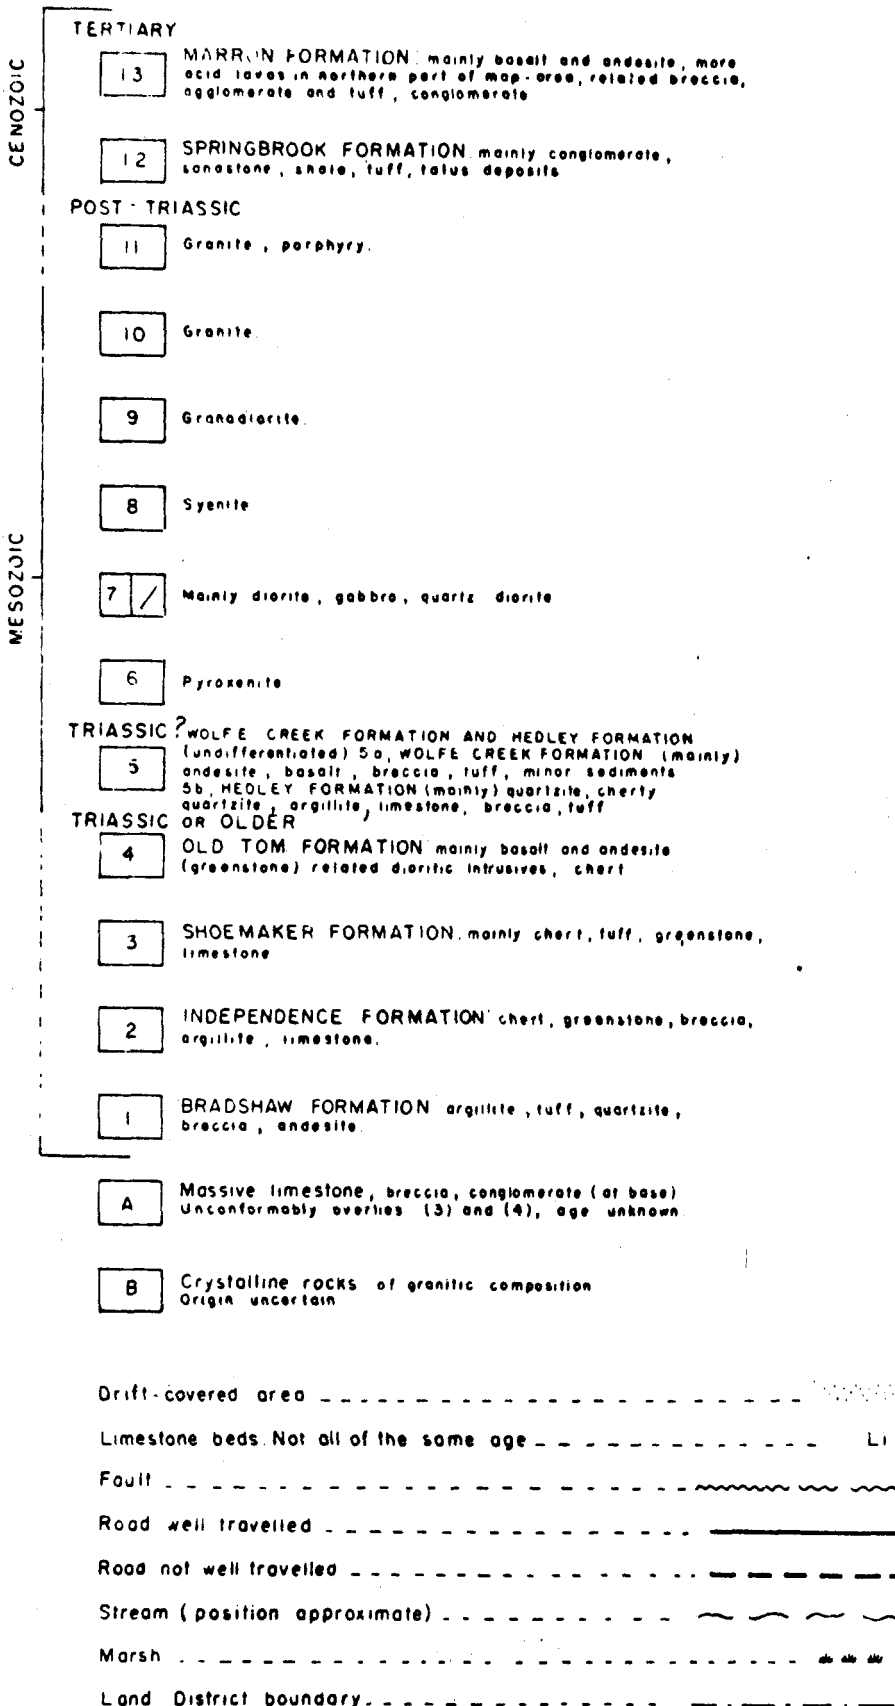 CENOZOIC
MESOZOIC
TERTIARY
13 MARRON FORMATION: mainly basalt and andesite, more
acid lavas in northern part of map-area, related breccia,
agglomerate and tuff, conglomerate
12 SPRINGBROOK FORMATION. mainly conglomerate,
sandstone, shale, tuff, talus deposits
POST-TRIASSIC
11 Granite, porphyry.
10 Granite.
9 Granodiorite.
8 Syenite
7 / Mainly diorite, gabbro, quartz diorite
6 Pyroxenite
TRIASSIC? WOLFE CREEK FORMATION AND HEDLEY FORMATION
5 (undifferentiated) 5a, WOLFE CREEK FORMATION (mainly)
andesite, basalt, breccia, tuff, minor sediments
5b, HEDLEY FORMATION (mainly) quartzite, cherty
quartzite, argillite, limestone, breccia, tuff
TRIASSIC OR OLDER
4 OLD TOM FORMATION mainly basalt and andesite
(greenstone) related dioritic intrusives, chert
3 SHOEMAKER FORMATION. mainly chert, tuff, greenstone,
limestone
2 INDEPENDENCE FORMATION chert, greenstone, breccia,
argillite, limestone.
1 BRADSHAW FORMATION argillite, tuff, quartzite,
breccia, andesite.
A Massive limestone, breccia, conglomerate (at base)
Unconformably overlies (3) and (4), age unknown.
B Crystalline rocks of granitic composition
Origin uncertain
Drift-covered area
Limestone beds. Not all of the same age Li
Fault
Road well travelled
Road not well travelled
Stream (position approximate)
Marsh
Land District boundary